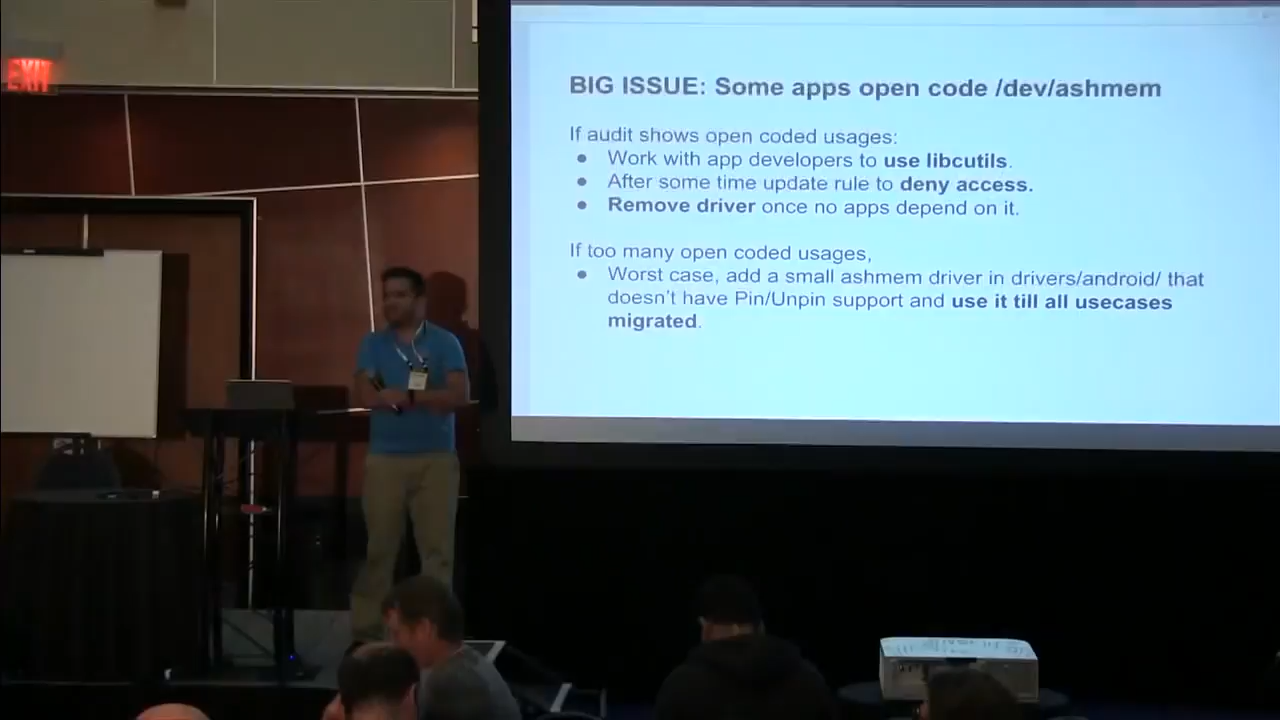 EXIT
BIG ISSUE: Some apps open code /dev/ashmem
If audit shows open coded usages:
● Work with app developers to use libcutils.
● After some time update rule to deny access.
● Remove driver once no apps depend on it.
If too many open coded usages,
● Worst case, add a small ashmem driver in drivers/android/ that
doesn't have Pin/Unpin support and use it till all usecases
migrated.